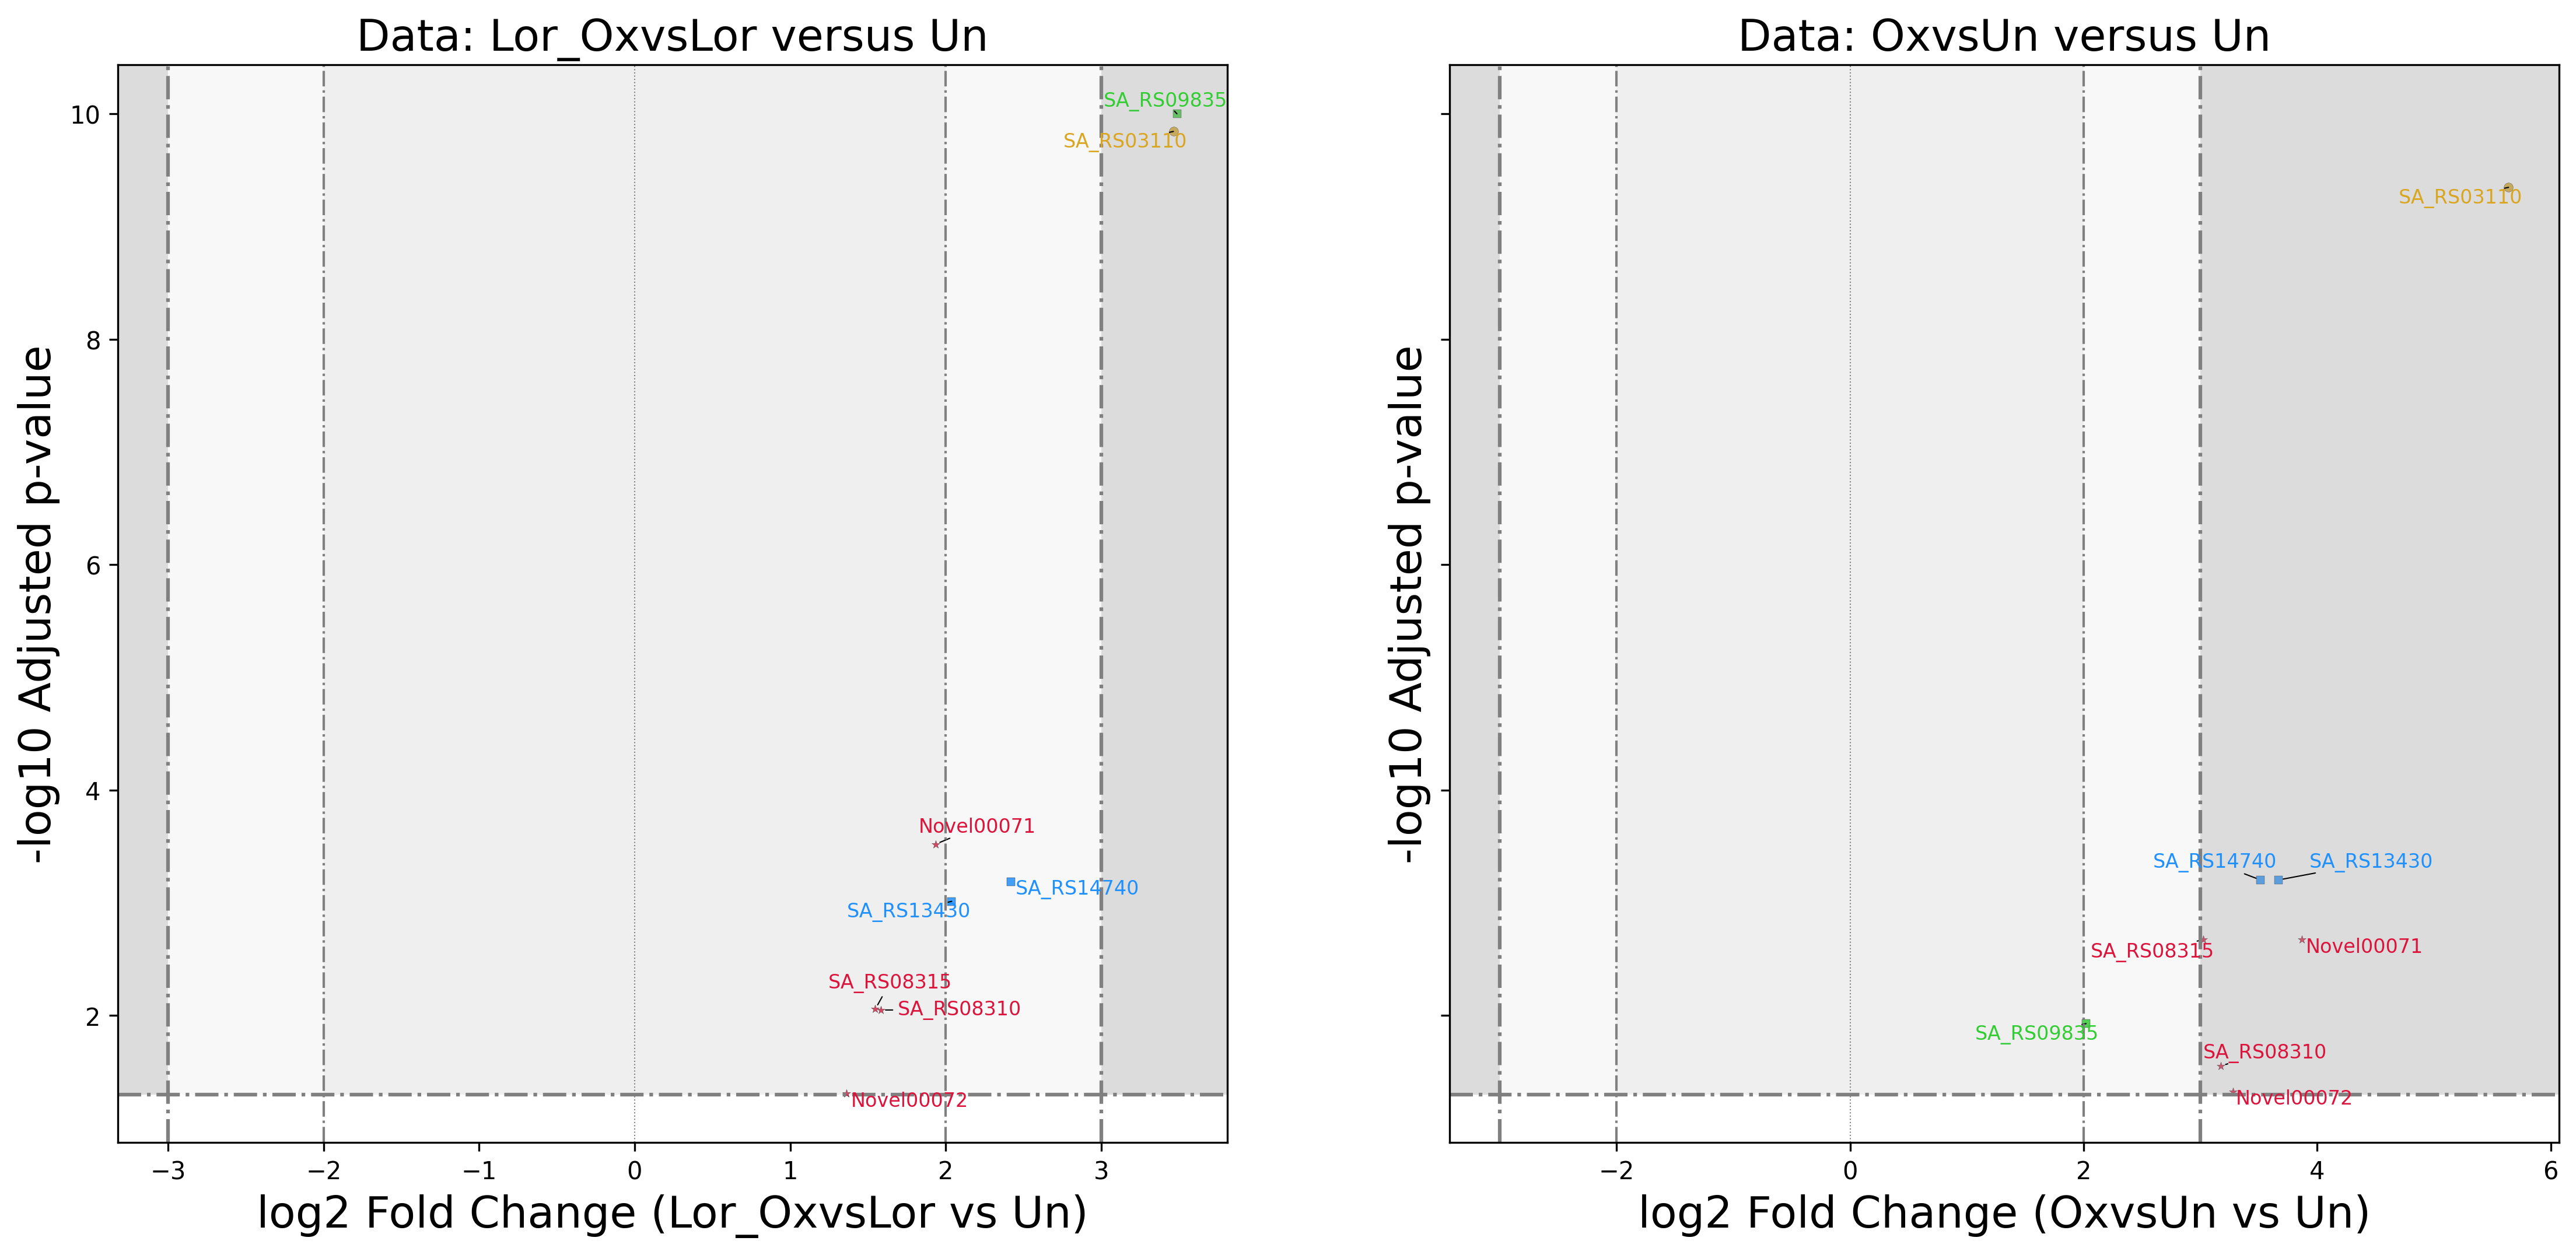 Data: Lor_OxvsLor versus Un
-log10 Adjusted p-value
10
8
6
4
2
SA_RS09835
SA_RS03110
Novel00071
SA_RS14740
SA_RS13430
SA_RS08315
SA_RS08310
Novel00072
−3
−2
−1
0
1
2
3
log2 Fold Change (Lor_OxvsLor vs Un)
Data: OxvsUn versus Un
-log10 Adjusted p-value
SA_RS03110
SA_RS14740
SA_RS13430
SA_RS08315
Novel00071
SA_RS09835
SA_RS08310
Novel00072
−2
0
2
4
6
log2 Fold Change (OxvsUn vs Un)